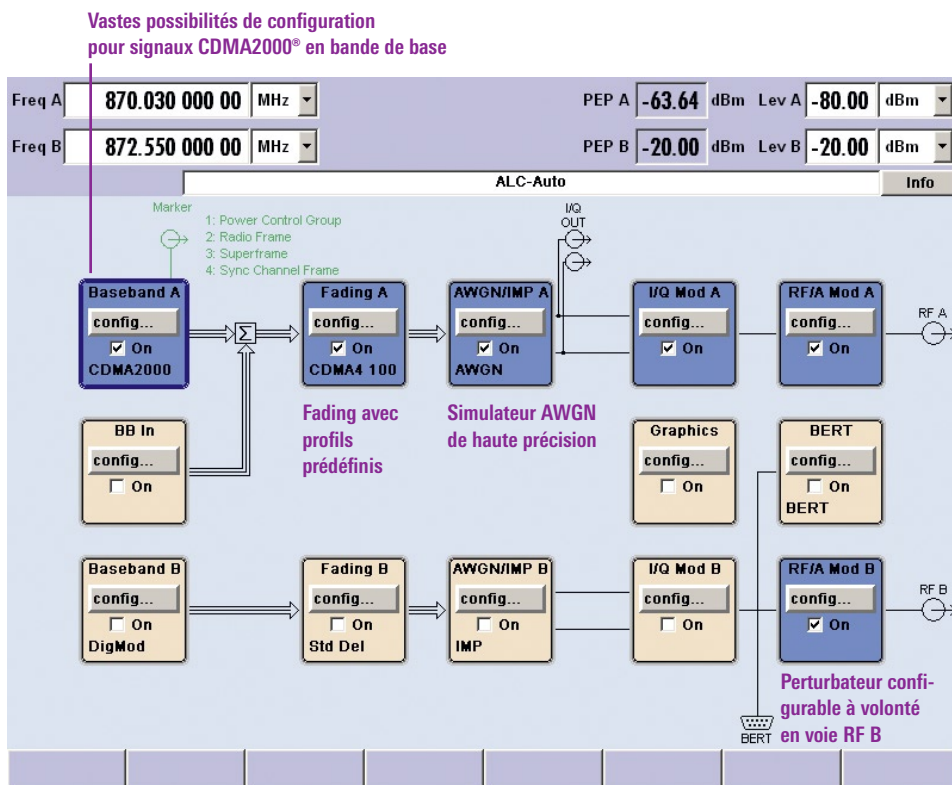 Vastes possibilités de configuration
pour signaux CDMA2000® en bande de base
Freq A 870.030 000 00 MHz PEP A -63.64 dBm Lev A -80.00 dBm
Freq B 872.550 000 00 MHz PEP B -20.00 dBm Lev B -20.00 dBm
ALC-Auto Info
Marker
1: Power Control Group
2: Radio Frame
3: Superframe
4: Sync Channel Frame
I/Q
OUT
Baseband A Fading A AWGN/IMP A I/Q Mod A RF/A Mod A
config... config... config... config... config... RF A
On On On On On
CDMA2000 CDMA4 100 AWGN
Fading avec
profils
prédéfinis
Simulateur AWGN
de haute précision
BB In Graphics BERT
config... config... config...
On On On
BERT
Baseband B Fading B AWGN/IMP B I/Q Mod B RF/A Mod B
config... config... config... config... config... RF B
On On On On On
DigMod Std Del IMP
Perturbateur confi-
gurable à volonté
en voie RF B
BERT